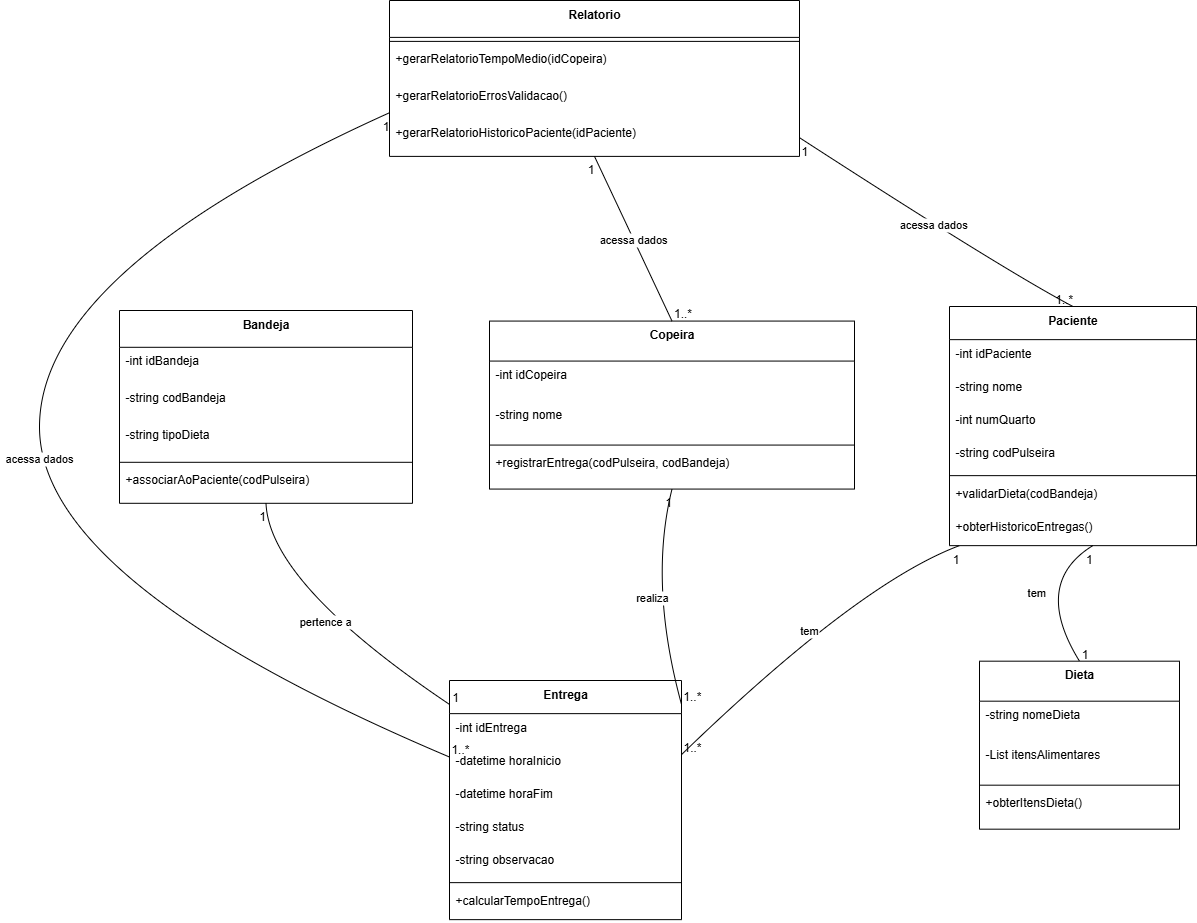 Relatorio
+gerarRelatorioTempoMedio(idCopeira)
+gerarRelatorioErrosValidacao()
+gerarRelatorioHistoricoPaciente(idPaciente)
1
1
1
acessa dados
acessa dados
acessa dados
1..*
1..*
Bandeja
-int idBandeja
-string codBandeja
-string tipoDieta
+associarAoPaciente(codPulseira)
1
Copeira
-int idCopeira
-string nome
+registrarEntrega(codPulseira, codBandeja)
1
Paciente
-int idPaciente
-string nome
-int numQuarto
-string codPulseira
+validarDieta(codBandeja)
+obterHistoricoEntregas()
1
1
pertence a
realiza
tem
tem
1
1..*
1..*
1..*
1
Entrega
-int idEntrega
-datetime horaInicio
-datetime horaFim
-string status
-string observacao
+calcularTempoEntrega()
Dieta
-string nomeDieta
-List itensAlimentares
+obterItensDieta()